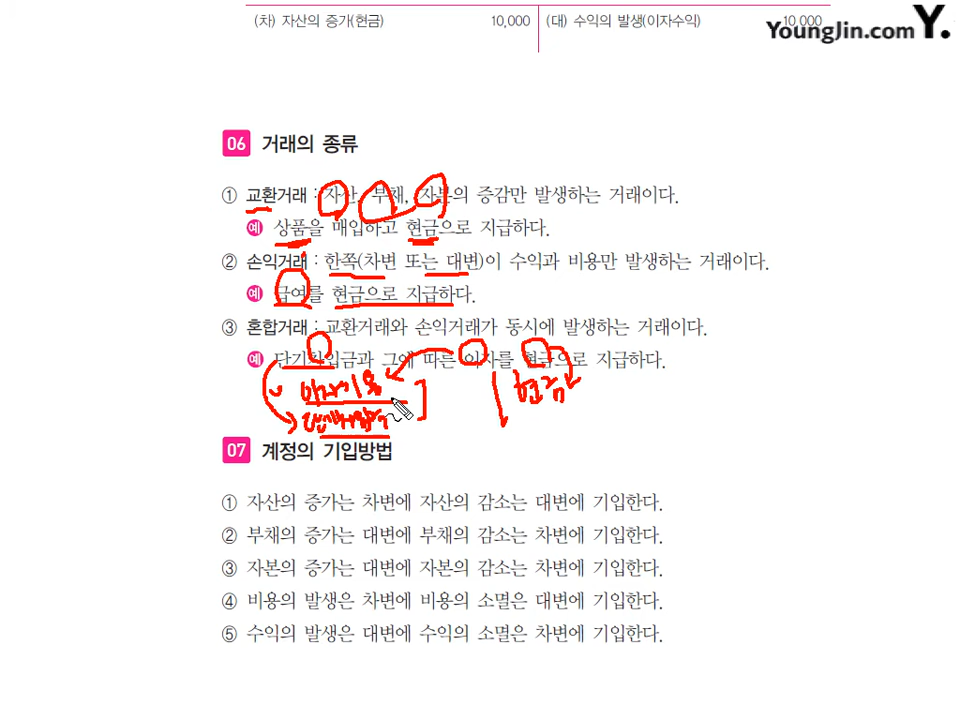 (차) 자산의 증가(현금) 10,000 (대) 수익의 발생(이자수익) 10,000
YoungJin.com Y.
06 거래의 종류
① 교환거래 : 자산, 부채, 자본의 증감만 발생하는 거래이다.
예 상품을 매입하고 현금으로 지급하다.
② 손익거래 : 한쪽(차변 또는 대변)이 수익과 비용만 발생하는 거래이다.
예 급여를 현금으로 지급하다.
③ 혼합거래 : 교환거래와 손익거래가 동시에 발생하는 거래이다.
예 단기차입금과 그에 따른 이자를 현금으로 지급하다.
이자비용 현금
단기차입금
07 계정의 기입방법
① 자산의 증가는 차변에 자산의 감소는 대변에 기입한다.
② 부채의 증가는 대변에 부채의 감소는 차변에 기입한다.
③ 자본의 증가는 대변에 자본의 감소는 차변에 기입한다.
④ 비용의 발생은 차변에 비용의 소멸은 대변에 기입한다.
⑤ 수익의 발생은 대변에 수익의 소멸은 차변에 기입한다.